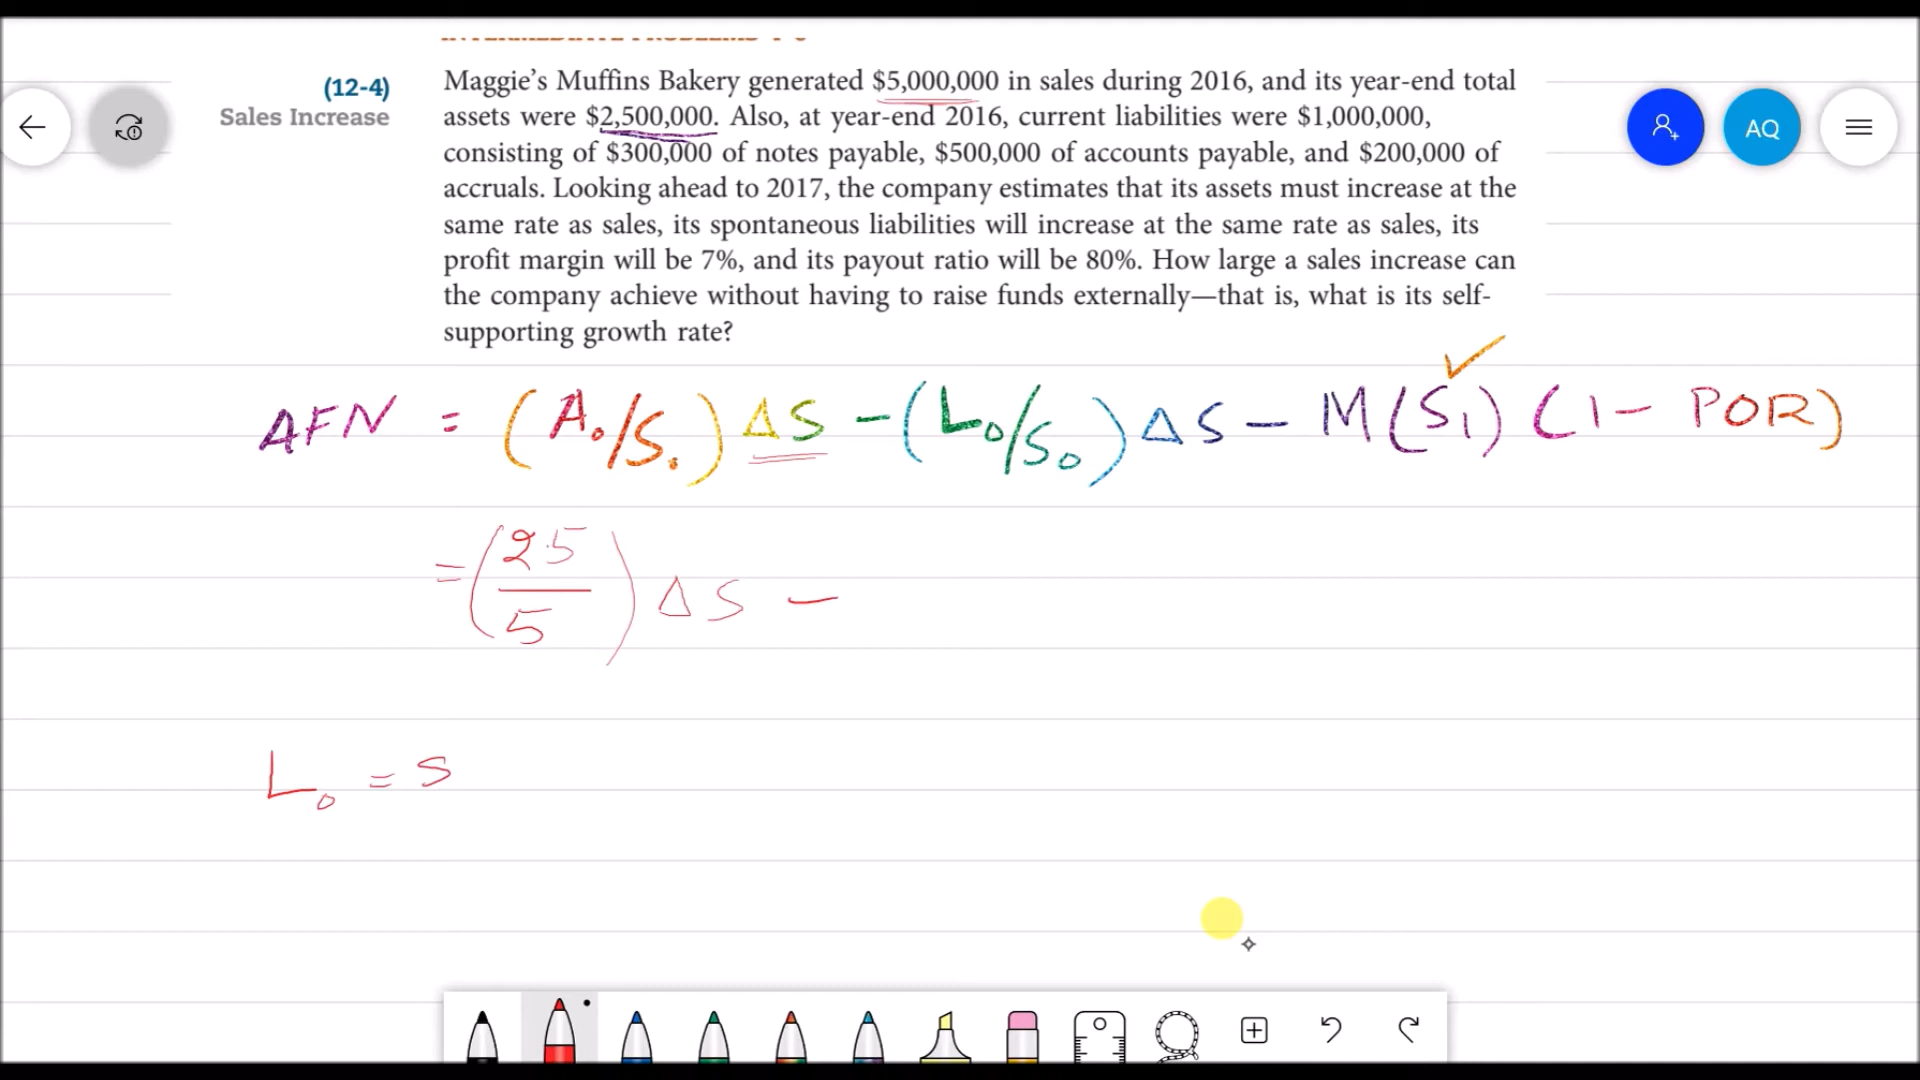 (12-4)
Sales Increase
Maggie's Muffins Bakery generated $5,000,000 in sales during 2016, and its year-end total
assets were $2,500,000. Also, at year-end 2016, current liabilities were $1,000,000,
consisting of $300,000 of notes payable, $500,000 of accounts payable, and $200,000 of
accruals. Looking ahead to 2017, the company estimates that its assets must increase at the
same rate as sales, its spontaneous liabilities will increase at the same rate as sales, its
profit margin will be 7%, and its payout ratio will be 80%. How large a sales increase can
the company achieve without having to raise funds externally—that is, what is its self-
supporting growth rate?
AQ
AFN = (A₀/S₀) ΔS - (L₀/S₀) ΔS - M(S₁) (1 - POR)
= (2.5/5) ΔS -
L₀ = S